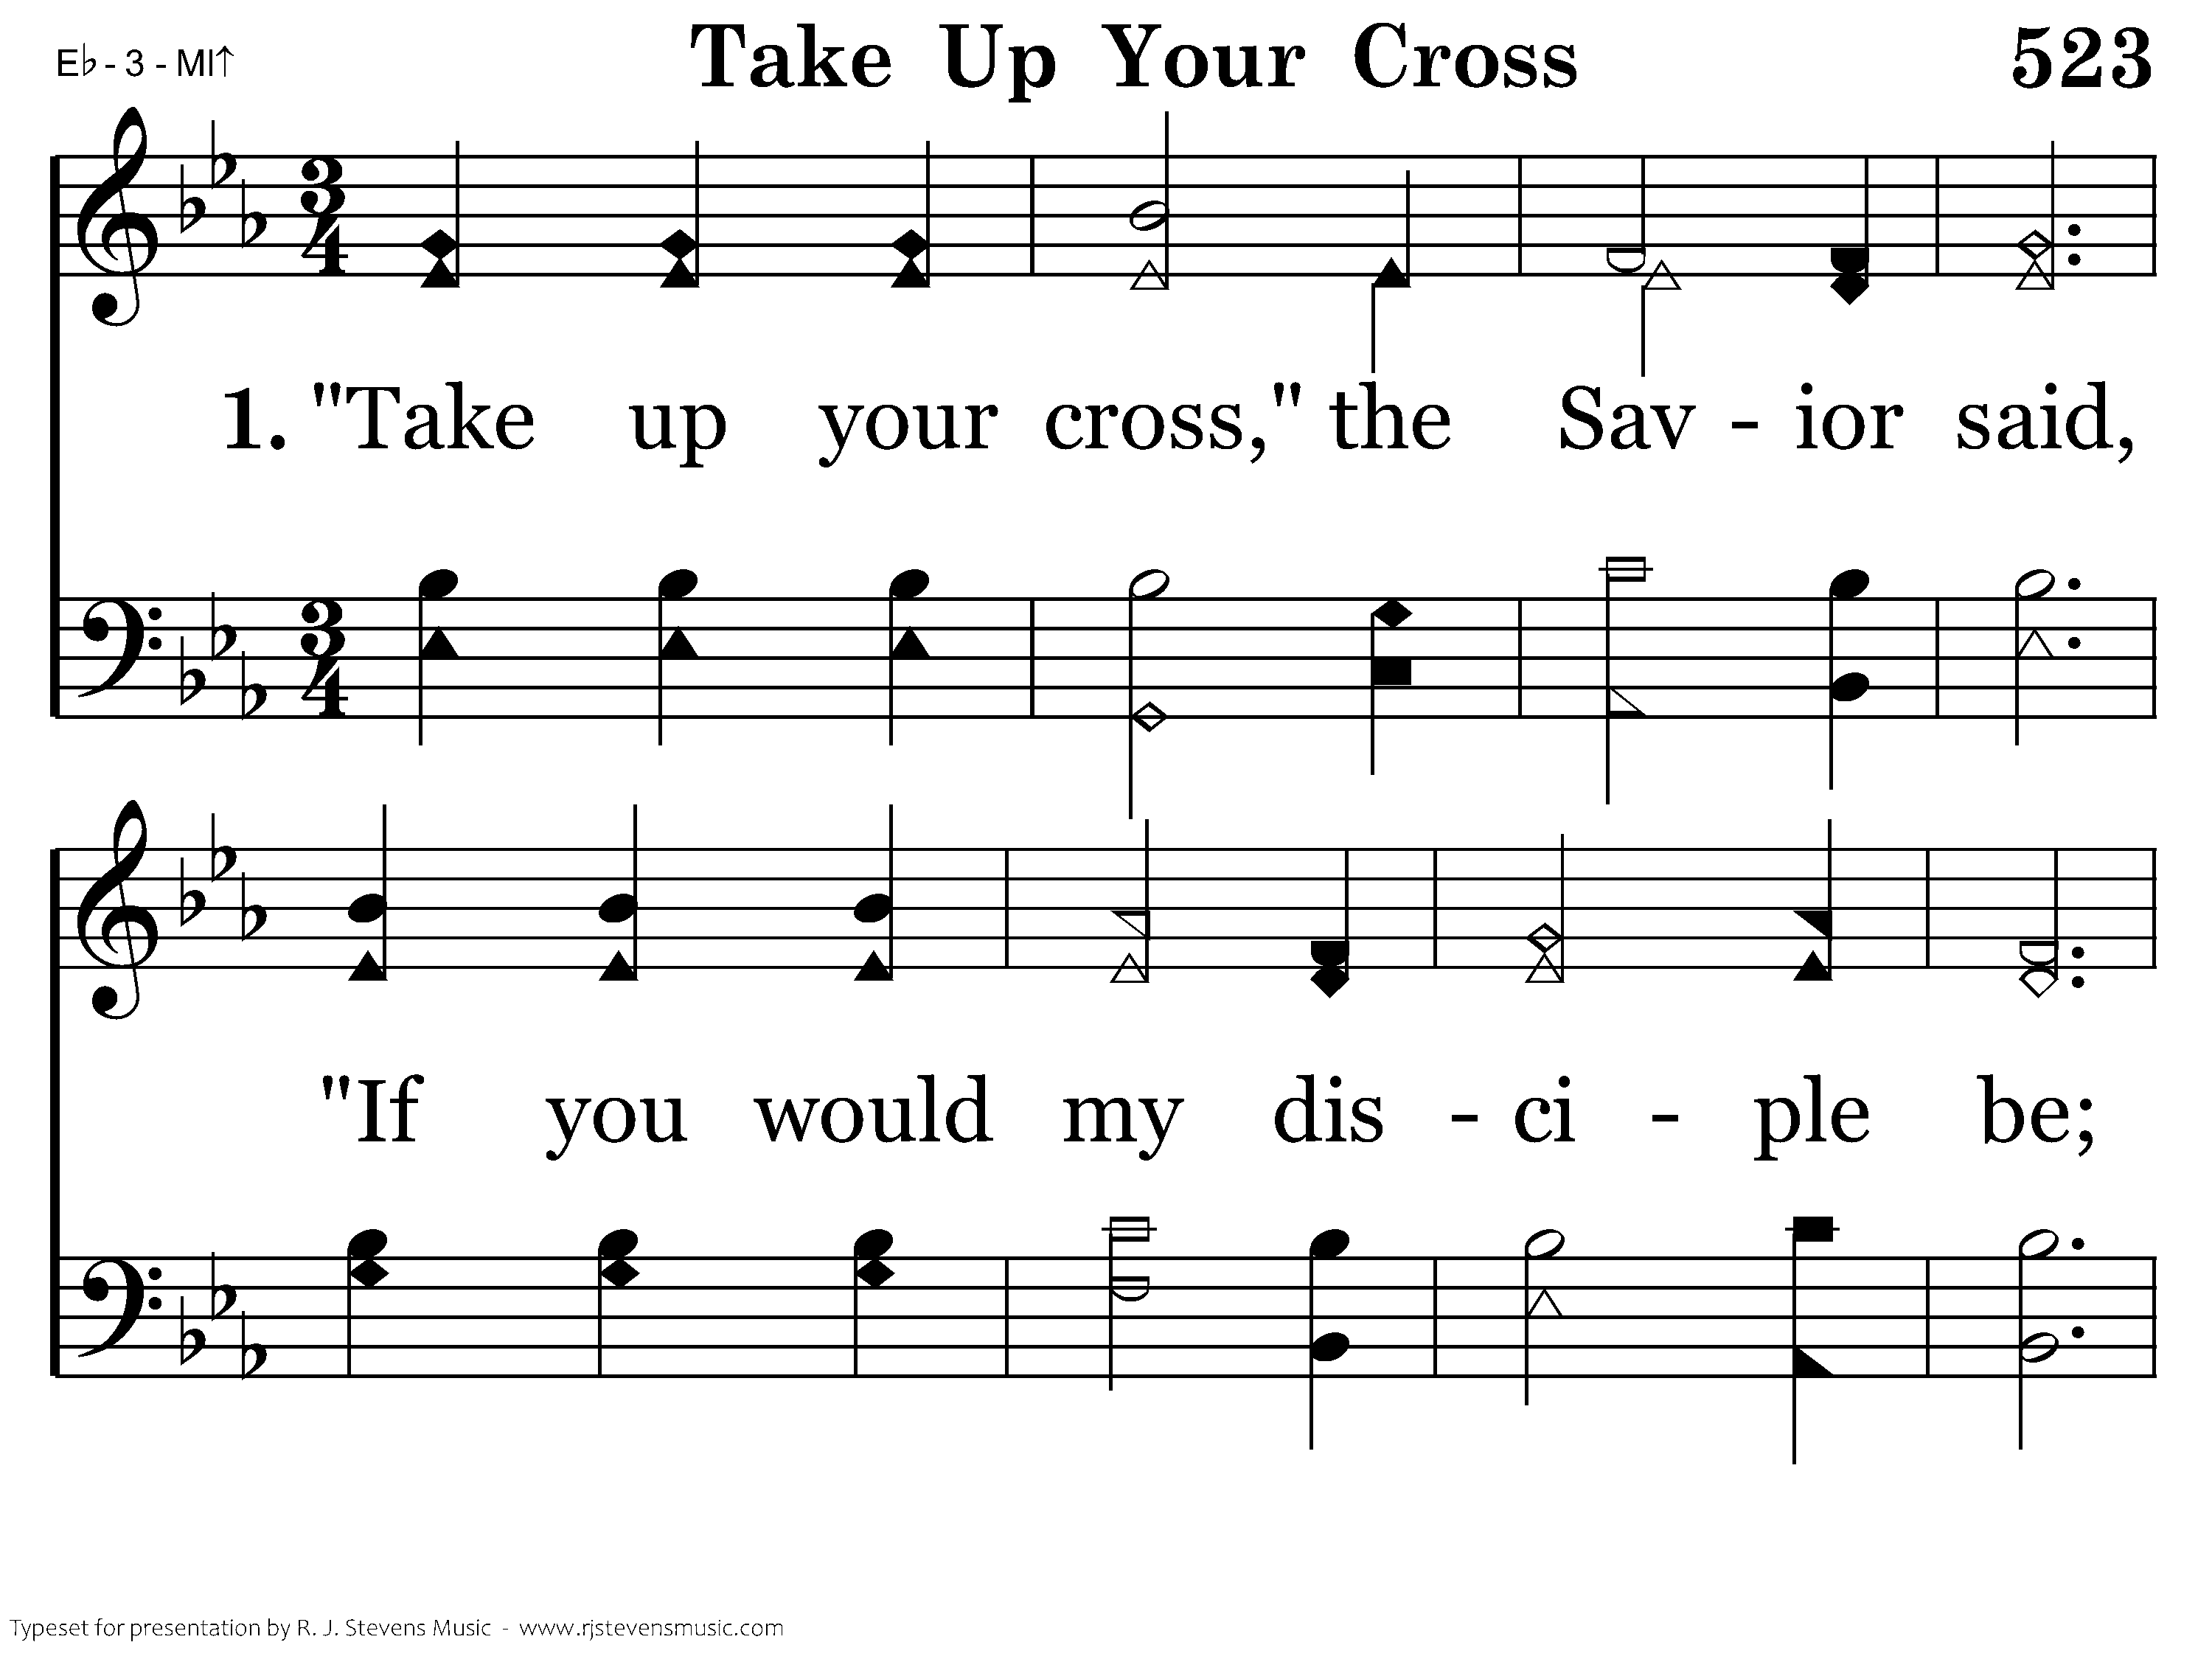 E♭ - 3 - MI↑
Take Up Your Cross
523
1. "Take up your cross," the Sav - ior said,
"If you would my dis - ci - ple be;
Typeset for presentation by R. J. Stevens Music - www.rjstevensmusic.com